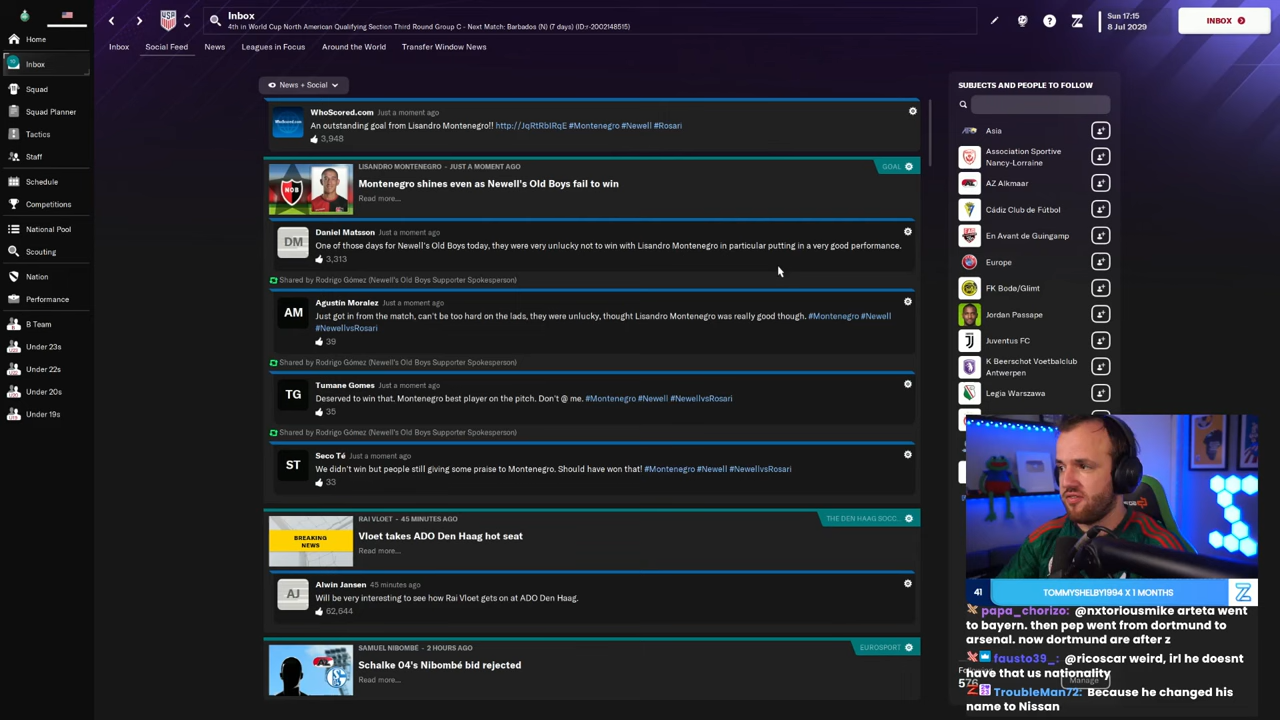 Inbox
4th in World Cup North American Qualifying Section Third Round Group C - Next Match: Barbados (N) (7 days) (ID:r-2002148515)
Sun 17:15
8 Jul 2029
INBOX
Home
Inbox
Squad
Squad Planner
Tactics
Staff
Schedule
Competitions
National Pool
Scouting
Nation
Performance
B Team
Under 23s
Under 22s
Under 20s
Under 19s
Inbox
Social Feed
News
Leagues in Focus
Around the World
Transfer Window News
News + Social
WhoScored.com Just a moment ago
An outstanding goal from Lisandro Montenegro!! http://JqRtRbIRqE #Montenegro #Newell #Rosari
3,948
LISANDRO MONTENEGRO - JUST A MOMENT AGO
GOAL
Montenegro shines even as Newell's Old Boys fail to win
Read more...
DM
Daniel Matsson Just a moment ago
One of those days for Newell's Old Boys today, they were very unlucky not to win with Lisandro Montenegro in particular putting in a very good performance.
3,313
Shared by Rodrigo Gómez (Newell's Old Boys Supporter Spokesperson)
AM
Agustín Moralez Just a moment ago
Just got in from the match, can't be too hard on the lads, they were unlucky, thought Lisandro Montenegro was really good though. #Montenegro #Newell
#NewellvsRosari
39
Shared by Rodrigo Gómez (Newell's Old Boys Supporter Spokesperson)
TG
Tumane Gomes Just a moment ago
Deserved to win that. Montenegro best player on the pitch. Don't @ me. #Montenegro #Newell #NewellvsRosari
35
Shared by Rodrigo Gómez (Newell's Old Boys Supporter Spokesperson)
ST
Seco Té Just a moment ago
We didn't win but people still giving some praise to Montenegro. Should have won that! #Montenegro #Newell #NewellvsRosari
33
BREAKING
NEWS
RAI VLOET - 45 MINUTES AGO
THE DEN HAAG SOCC...
Vloet takes ADO Den Haag hot seat
Read more...
AJ
Alwin Jansen 45 minutes ago
Will be very interesting to see how Rai Vloet gets on at ADO Den Haag.
62,644
SAMUEL NIBOMBÉ - 2 HOURS AGO
EUROSPORT
Schalke 04's Nibombé bid rejected
Read more...
SUBJECTS AND PEOPLE TO FOLLOW
Asia
Association Sportive
Nancy-Lorraine
AZ Alkmaar
Cádiz Club de Fútbol
En Avant de Guingamp
Europe
FK Bodø/Glimt
Jordan Passape
Juventus FC
K Beerschot Voetbalclub
Antwerpen
Legia Warszawa
41
TOMMYSHELBY1994 X 1 MONTHS
papa_chorizo: @nxtoriousmike arteta went
to bayern. then pep went from dortmund to
arsenal. now dortmund are after z
fausto39_: @ricoscar weird, irl he doesnt
have that us nationality
576
Manage
TroubleMan72: Because he changed his
name to Nissan